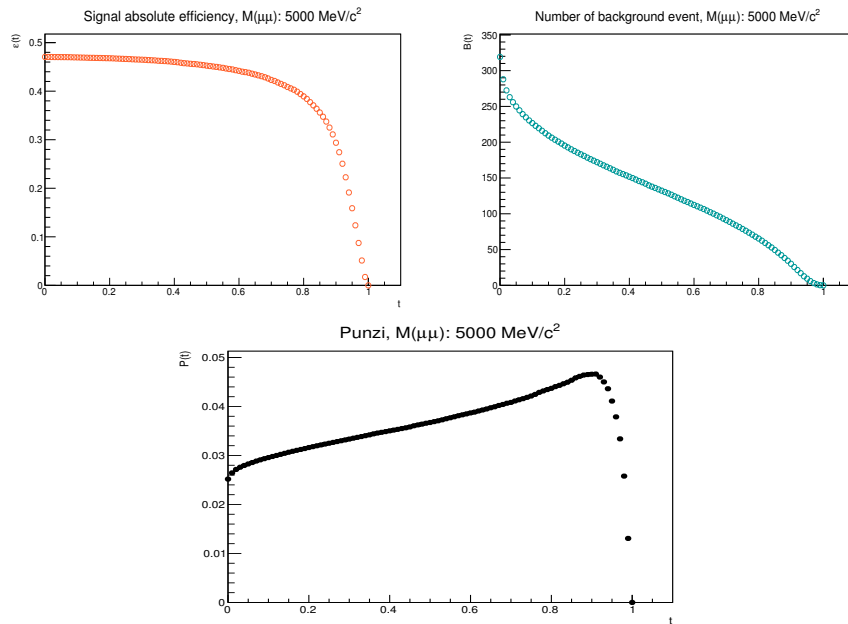 Signal absolute efficiency, M(μμ): 5000 MeV/c²
ε(t)
0.5
0.4
0.2
0
0 0.2 0.4 0.6 0.8 1
t
Number of background event, M(μμ): 5000 MeV/c²
B(t)
350
300
250
200
150
100
50
0
0 0.2 0.4 0.6 0.8 1
t
Punzi, M(μμ): 5000 MeV/c²
P(t)
0.05
0.04
0.03
0.02
0.01
0
0 0.2 0.4 0.6 0.8 1
t